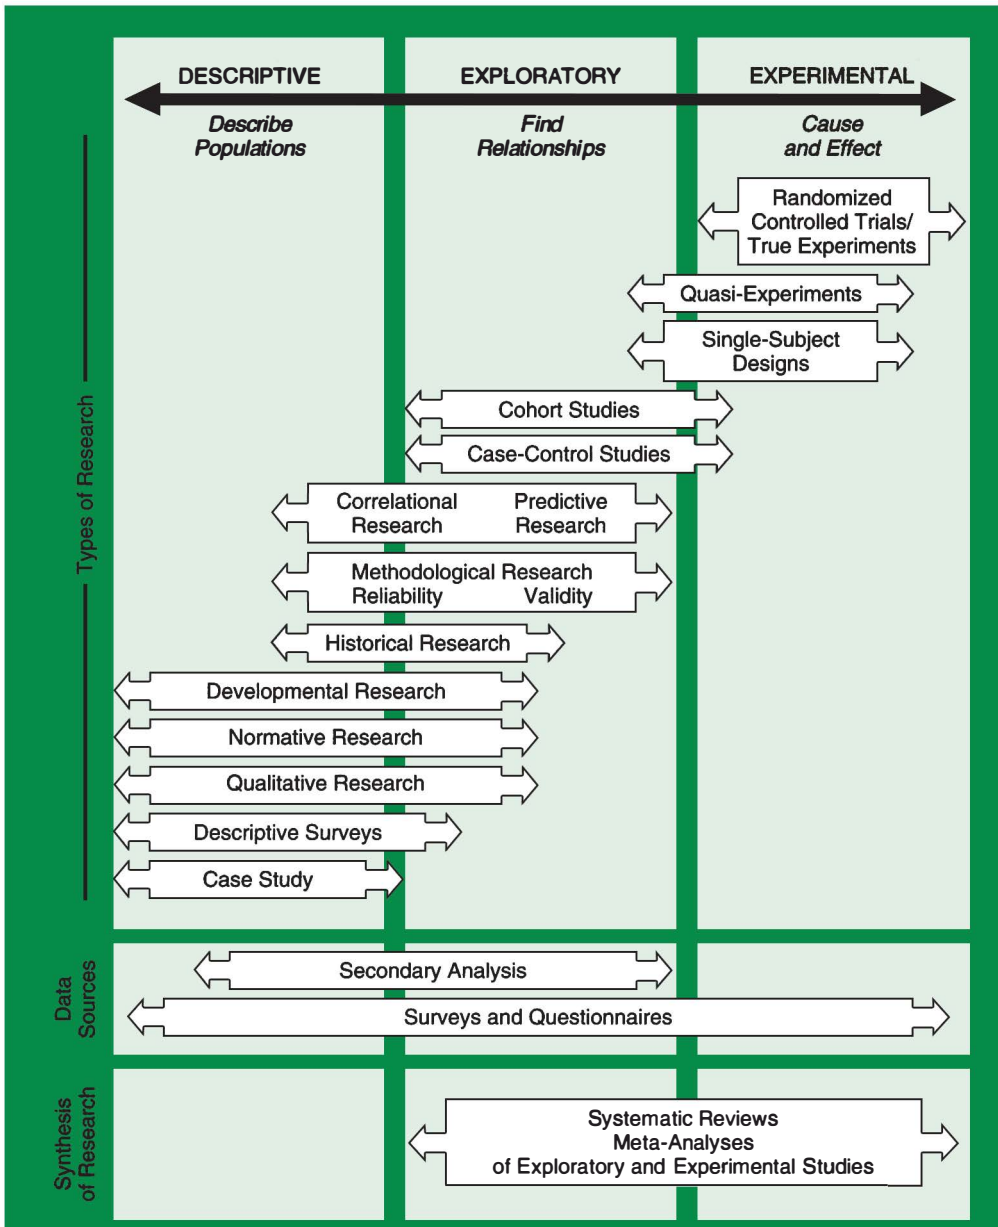 DESCRIPTIVE
EXPLORATORY
EXPERIMENTAL
Describe
Populations
Find
Relationships
Cause
and Effect
Types of Research
Randomized
Controlled Trials/
True Experiments
Quasi-Experiments
Single-Subject
Designs
Cohort Studies
Case-Control Studies
Correlational Predictive
Research Research
Methodological Research
Reliability Validity
Historical Research
Developmental Research
Normative Research
Qualitative Research
Descriptive Surveys
Case Study
Data
Sources
Secondary Analysis
Surveys and Questionnaires
Synthesis
of Research
Systematic Reviews
Meta-Analyses
of Exploratory and Experimental Studies